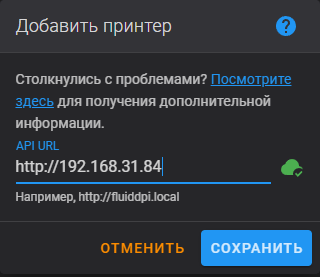 Добавить принтер
Столкнулись с проблемами? Посмотрите
здесь для получения дополнительной
информации.
API URL
http://192.168.31.84
Например, http://fluiddpi.local
ОТМЕНИТЬ
СОХРАНИТЬ